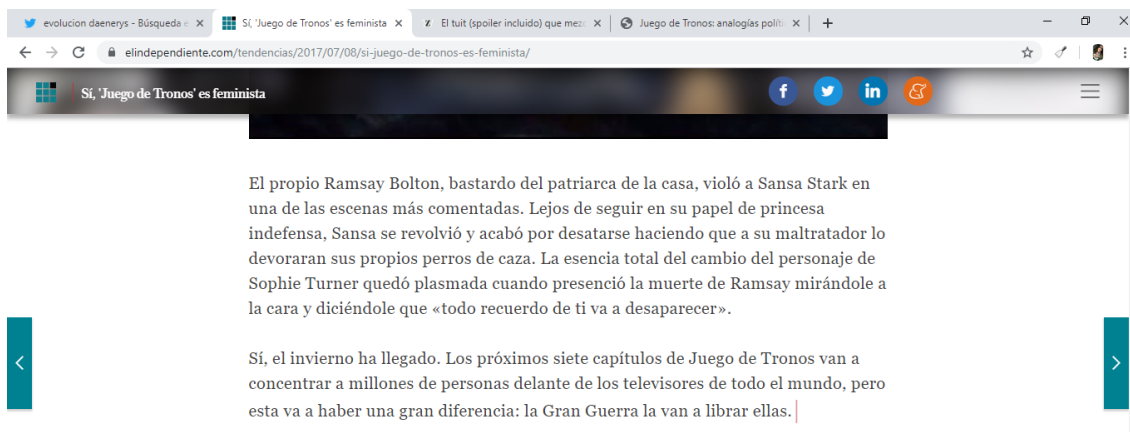 evolucion daenerys - Búsqueda e
Sí, 'Juego de Tronos' es feminista
El tuit (spoiler incluido) que mezc
Juego de Tronos: analogías políti
elindependiente.com/tendencias/2017/07/08/si-juego-de-tronos-es-feminista/
Sí, 'Juego de Tronos' es feminista
El propio Ramsay Bolton, bastardo del patriarca de la casa, violó a Sansa Stark en
una de las escenas más comentadas. Lejos de seguir en su papel de princesa
indefensa, Sansa se revolvió y acabó por desatarse haciendo que a su maltratador lo
devoraran sus propios perros de caza. La esencia total del cambio del personaje de
Sophie Turner quedó plasmada cuando presenció la muerte de Ramsay mirándole a
la cara y diciéndole que «todo recuerdo de ti va a desaparecer».
Sí, el invierno ha llegado. Los próximos siete capítulos de Juego de Tronos van a
concentrar a millones de personas delante de los televisores de todo el mundo, pero
esta va a haber una gran diferencia: la Gran Guerra la van a librar ellas.